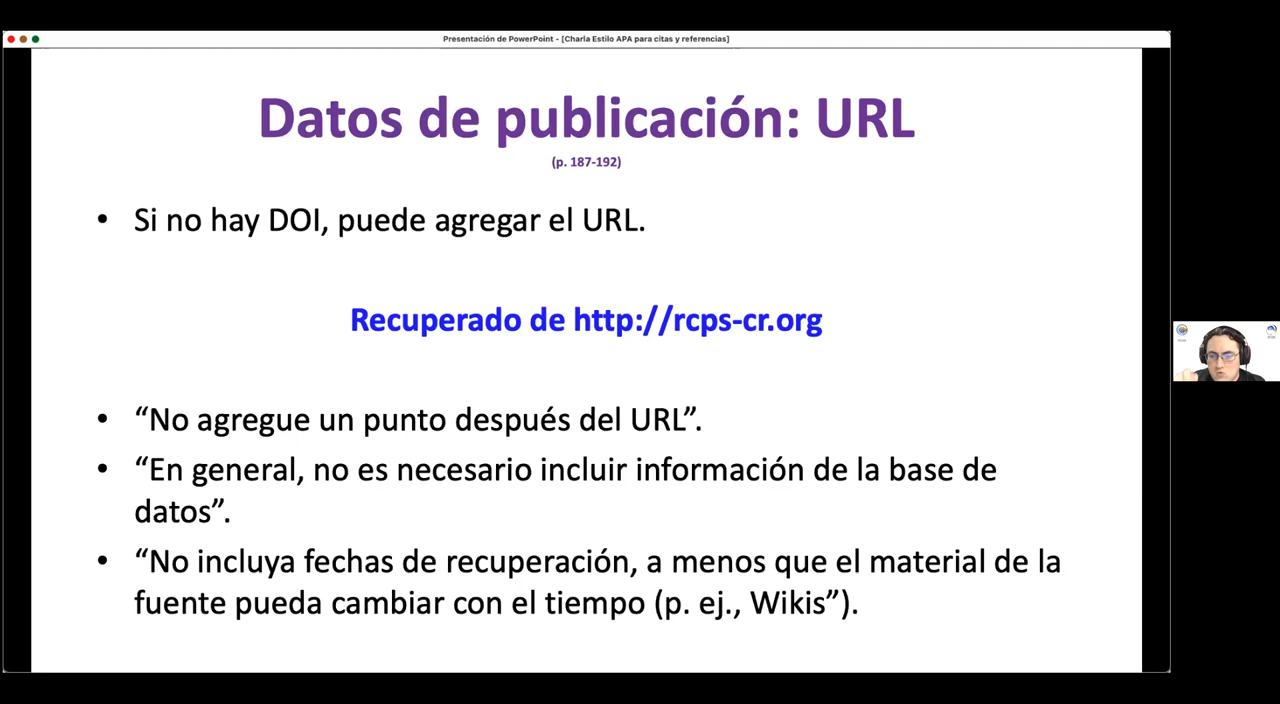 Presentación de PowerPoint - [Charla Estilo APA para citas y referencias]
Datos de publicación: URL
(p. 187-192)
• Si no hay DOI, puede agregar el URL.
Recuperado de http://rcps-cr.org
• “No agregue un punto después del URL”.
• “En general, no es necesario incluir información de la base de
datos”.
• “No incluya fechas de recuperación, a menos que el material de la
fuente pueda cambiar con el tiempo (p. ej., Wikis”).